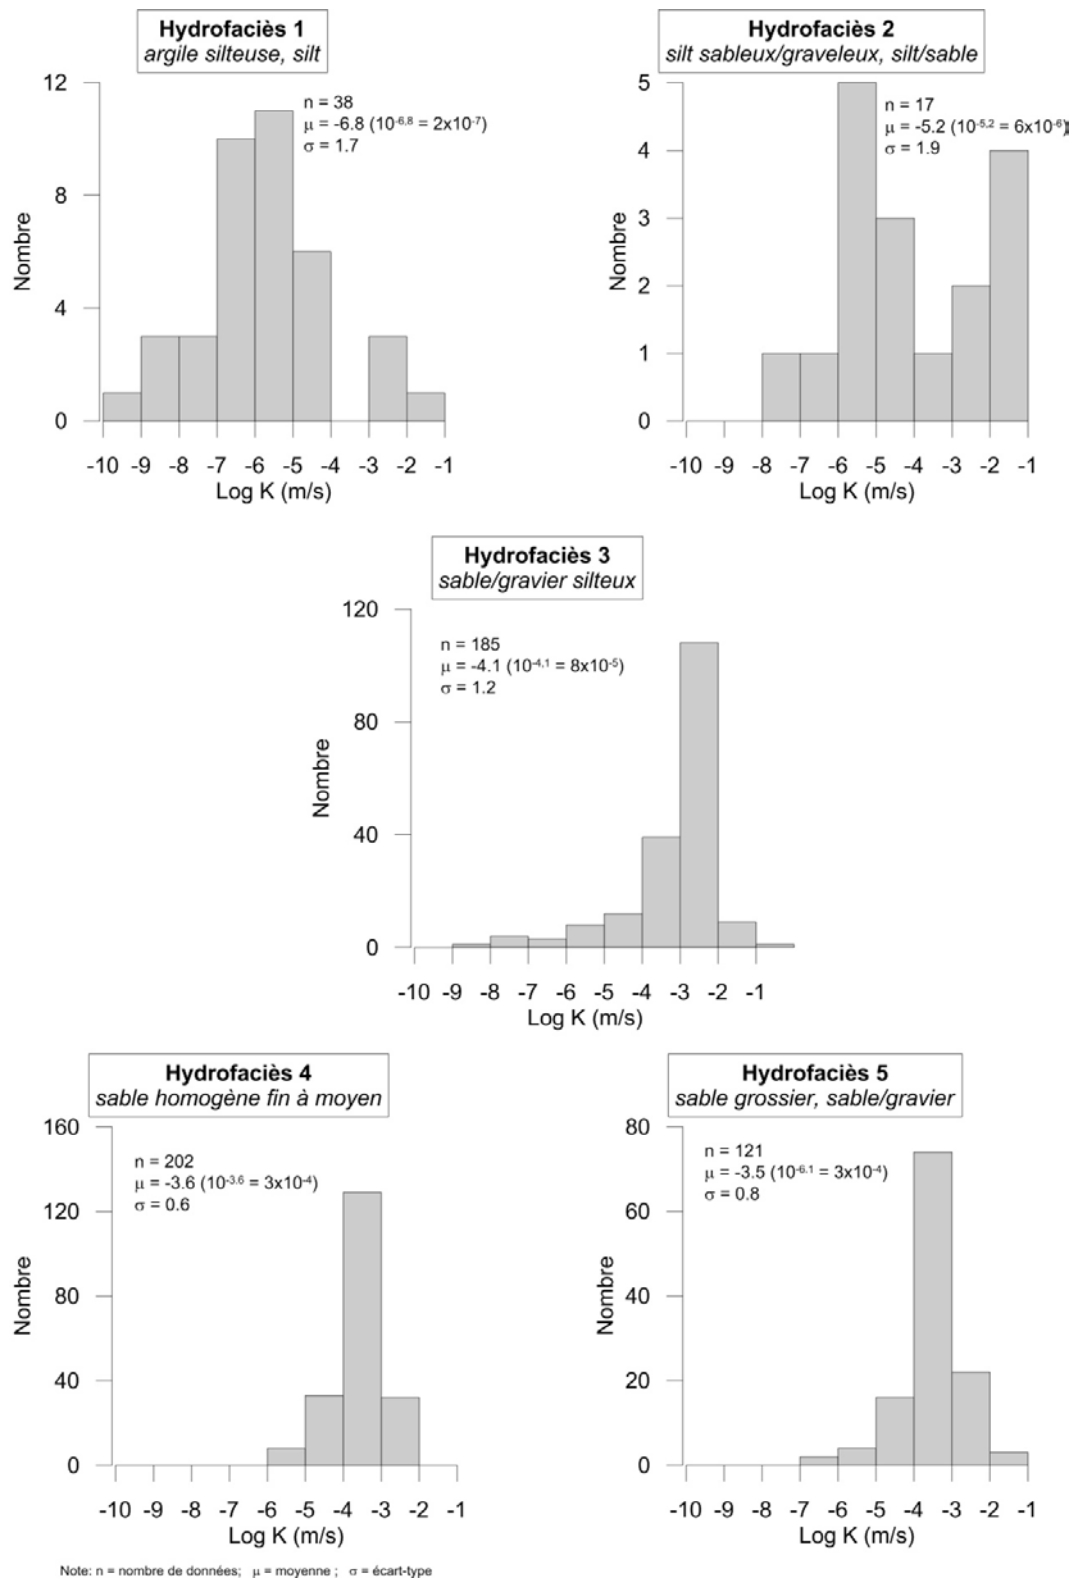 Hydrofaciès 1
argile silteuse, silt
n = 38
μ = -6.8 (10^-6.8 = 2x10^-7)
σ = 1.7
12
8
4
0
Nombre
-10 -9 -8 -7 -6 -5 -4 -3 -2 -1
Log K (m/s)
Hydrofaciès 2
silt sableux/graveleux, silt/sable
n = 17
μ = -5.2 (10^-5.2 = 6x10^-6)
σ = 1.9
5
4
3
2
1
0
Nombre
-10 -9 -8 -7 -6 -5 -4 -3 -2 -1
Log K (m/s)
Hydrofaciès 3
sable/gravier silteux
n = 185
μ = -4.1 (10^-4.1 = 8x10^-5)
σ = 1.2
120
80
40
0
Nombre
-10 -9 -8 -7 -6 -5 -4 -3 -2 -1
Log K (m/s)
Hydrofaciès 4
sable homogène fin à moyen
n = 202
μ = -3.6 (10^-3.6 = 3x10^-4)
σ = 0.6
160
120
80
40
0
Nombre
-10 -9 -8 -7 -6 -5 -4 -3 -2 -1
Log K (m/s)
Hydrofaciès 5
sable grossier, sable/gravier
n = 121
μ = -3.5 (10^-6.1 = 3x10^-4)
σ = 0.8
80
60
40
20
0
Nombre
-10 -9 -8 -7 -6 -5 -4 -3 -2 -1
Log K (m/s)
Note: n = nombre de données; μ = moyenne ; σ = écart-type